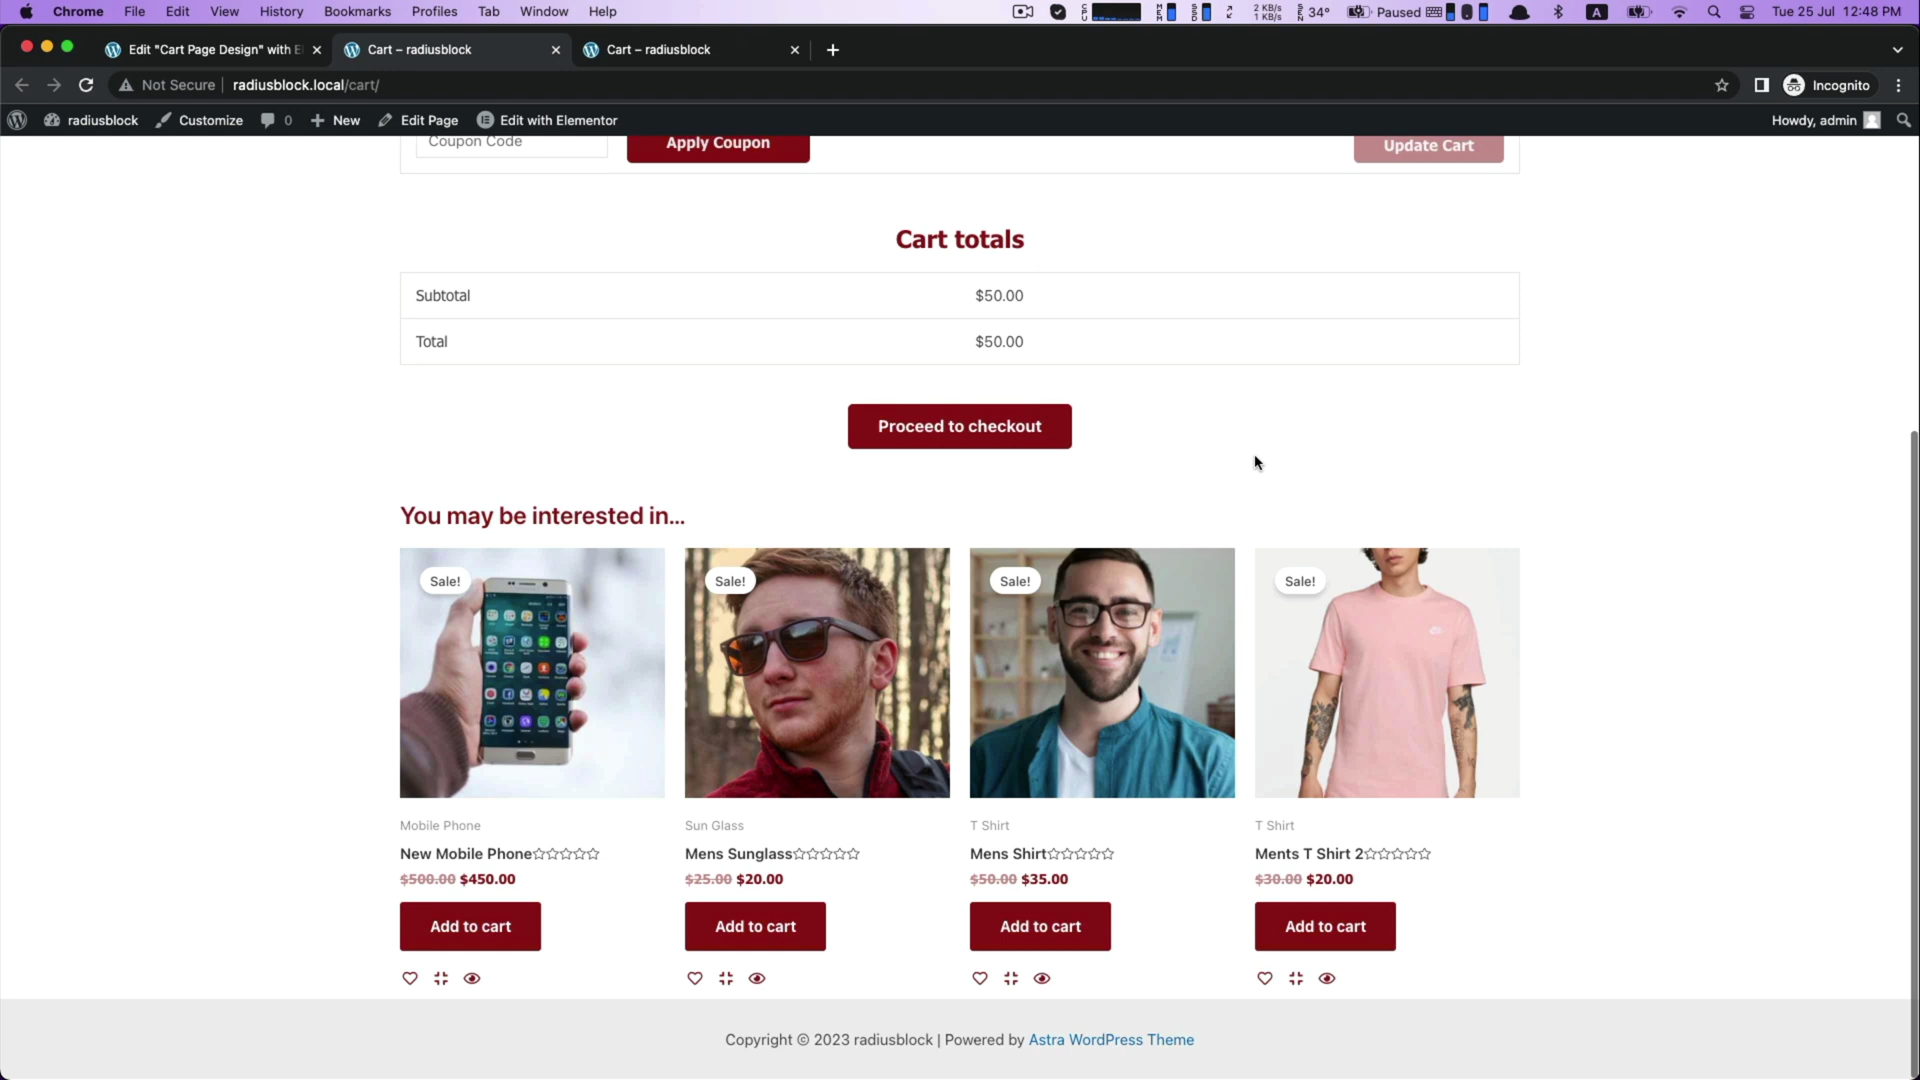 Chrome File Edit View History Bookmarks Profiles Tab Window Help 2 KB/s 1 KB/s 34° Paused A Tue 25 Jul 12:48 PM
Edit "Cart Page Design" with E Cart – radiusblock Cart – radiusblock
Not Secure radiusblock.local/cart/ Incognito
radiusblock Customize 0 New Edit Page Edit with Elementor Howdy, admin
Coupon Code Apply Coupon Update Cart
Cart totals
Subtotal $50.00
Total $50.00
Proceed to checkout
You may be interested in...
Sale! Sale! Sale! Sale!
Mobile Phone Sun Glass T Shirt T Shirt
New Mobile Phone Mens Sunglass Mens Shirt Ments T Shirt 2
$500.00 $450.00 $25.00 $20.00 $50.00 $35.00 $30.00 $20.00
Add to cart Add to cart Add to cart Add to cart
Copyright © 2023 radiusblock | Powered by Astra WordPress Theme